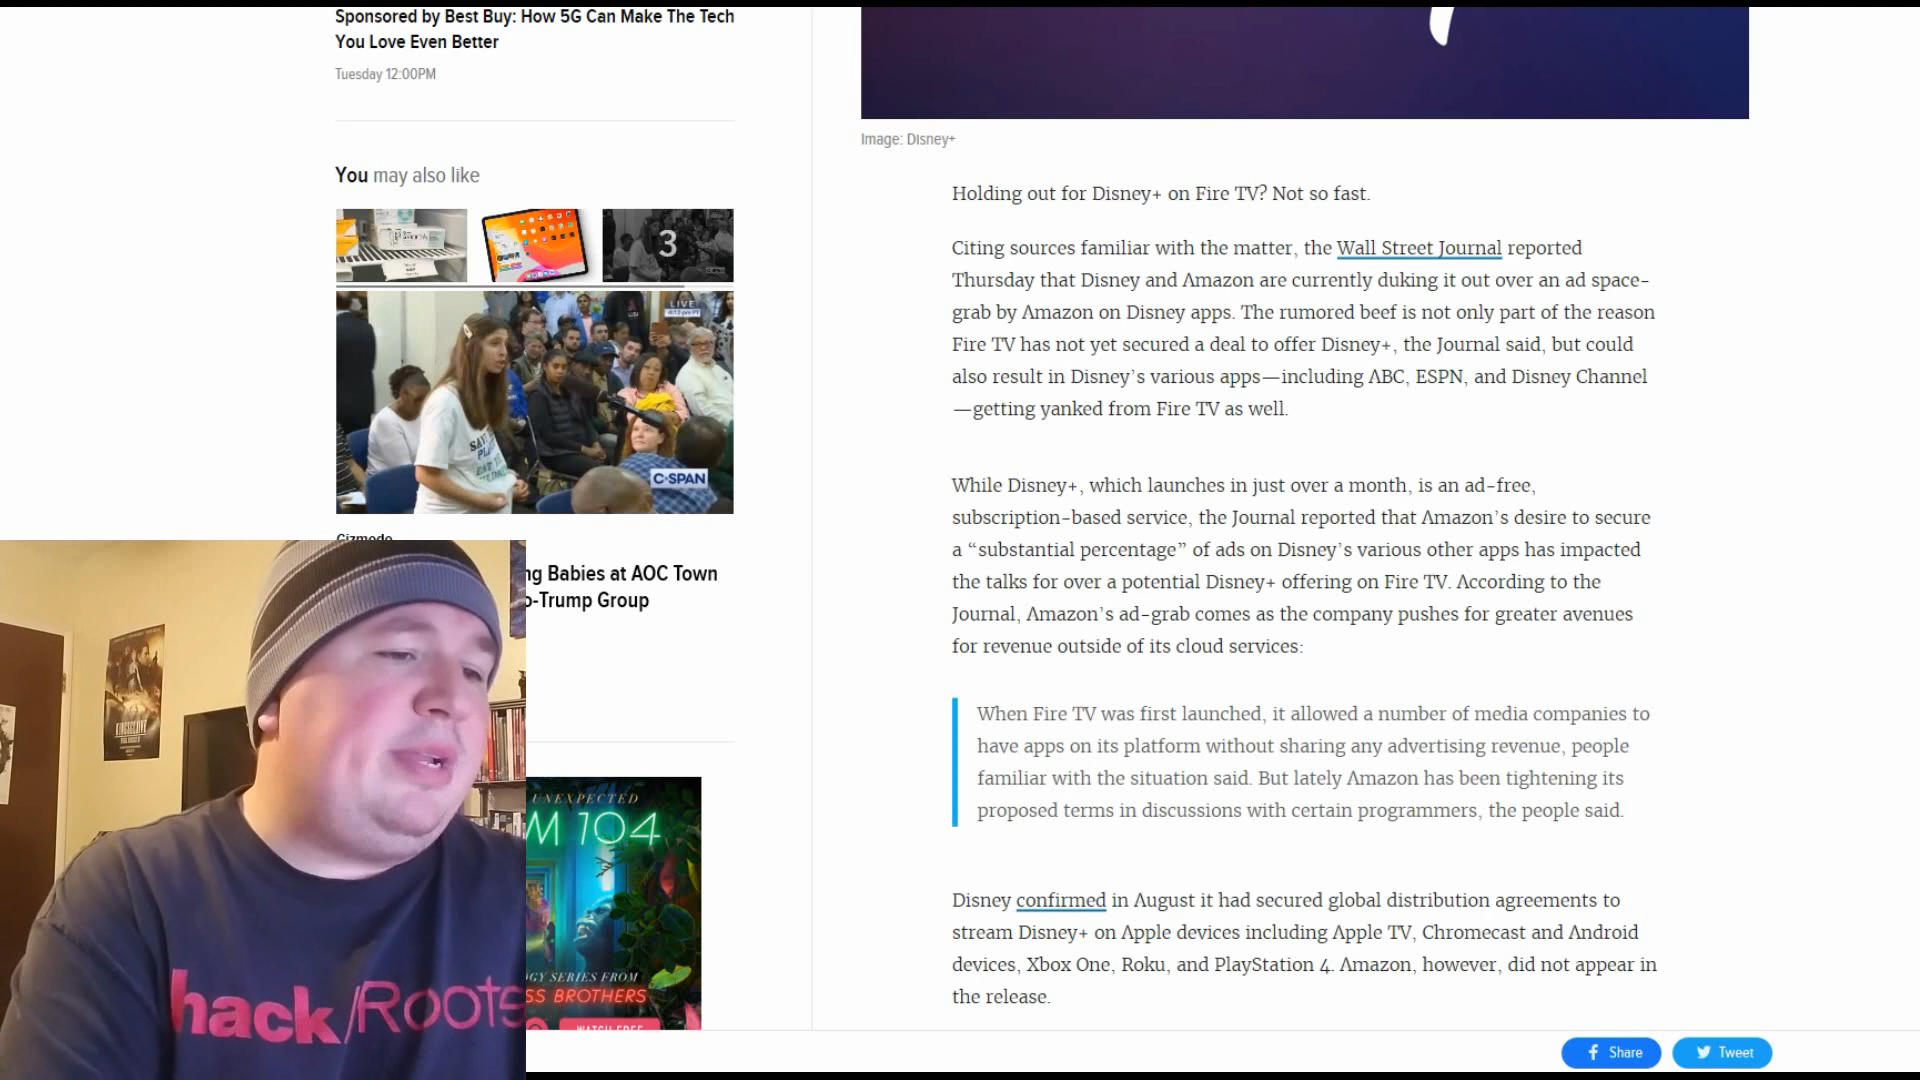 Sponsored by Best Buy: How 5G Can Make The Tech
You Love Even Better
Tuesday 12:00PM
You may also like
3
LIVE
4:12 pm PT
C-SPAN
Gizmodo
ng Babies at AOC Town
o-Trump Group
UNEXPECTED
M 104
GY SERIES FROM
SS BROTHERS
WATCH FREE
hack/Roots
Image: Disney+
Holding out for Disney+ on Fire TV? Not so fast.
Citing sources familiar with the matter, the Wall Street Journal reported
Thursday that Disney and Amazon are currently duking it out over an ad space-
grab by Amazon on Disney apps. The rumored beef is not only part of the reason
Fire TV has not yet secured a deal to offer Disney+, the Journal said, but could
also result in Disney’s various apps—including ABC, ESPN, and Disney Channel
—getting yanked from Fire TV as well.
While Disney+, which launches in just over a month, is an ad-free,
subscription-based service, the Journal reported that Amazon’s desire to secure
a “substantial percentage” of ads on Disney’s various other apps has impacted
the talks for over a potential Disney+ offering on Fire TV. According to the
Journal, Amazon’s ad-grab comes as the company pushes for greater avenues
for revenue outside of its cloud services:
When Fire TV was first launched, it allowed a number of media companies to
have apps on its platform without sharing any advertising revenue, people
familiar with the situation said. But lately Amazon has been tightening its
proposed terms in discussions with certain programmers, the people said.
Disney confirmed in August it had secured global distribution agreements to
stream Disney+ on Apple devices including Apple TV, Chromecast and Android
devices, Xbox One, Roku, and PlayStation 4. Amazon, however, did not appear in
the release.
Share
Tweet